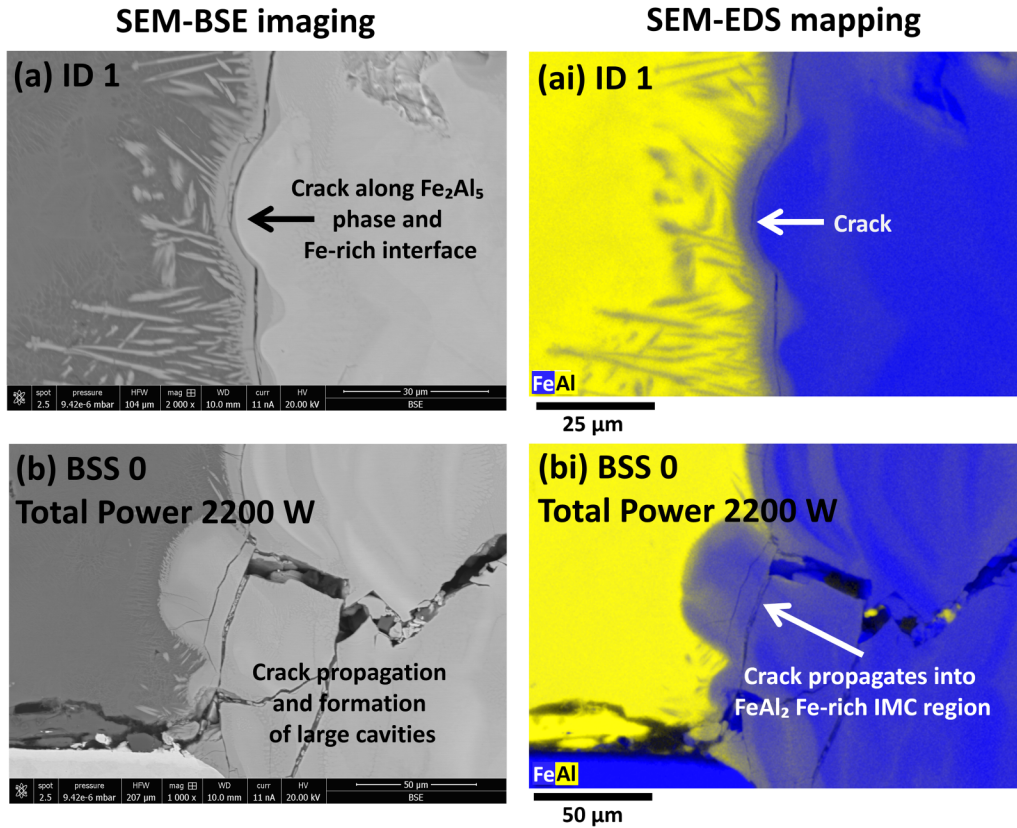 SEM-BSE imaging
SEM-EDS mapping
(a) ID 1
Crack along Fe₂Al₅
phase and
Fe-rich interface
spot pressure HFW mag WD curr HV
2.5 9.42e-6 mbar 104 µm 2 000 x 10.0 mm 11 nA 20.00 kV
30 µm
BSE
(ai) ID 1
Crack
FeAl
25 µm
(b) BSS 0
Total Power 2200 W
Crack propagation
and formation
of large cavities
spot pressure HFW mag WD curr HV
2.5 9.42e-6 mbar 207 µm 1 000 x 10.0 mm 11 nA 20.00 kV
50 µm
BSE
(bi) BSS 0
Total Power 2200 W
Crack propagates into
FeAl₂ Fe-rich IMC region
FeAl
50 µm